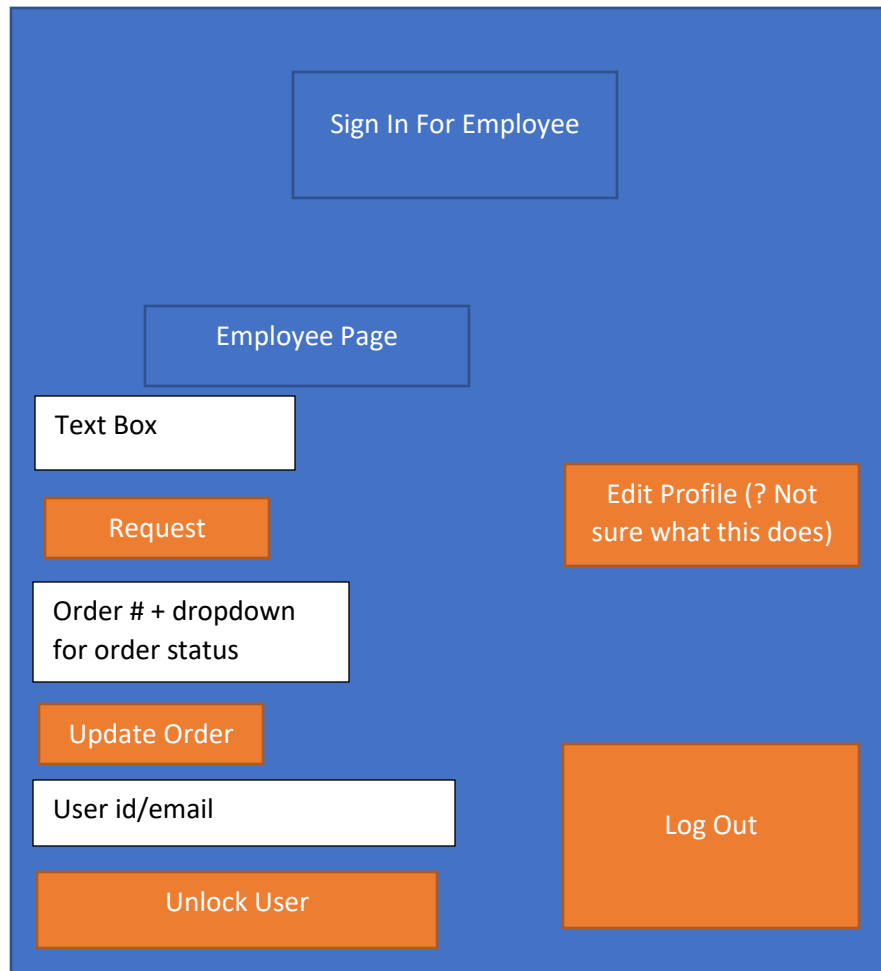 Sign In For Employee
Employee Page
Text Box
Request
Edit Profile (? Not
sure what this does)
Order # + dropdown
for order status
Update Order
User id/email
Log Out
Unlock User